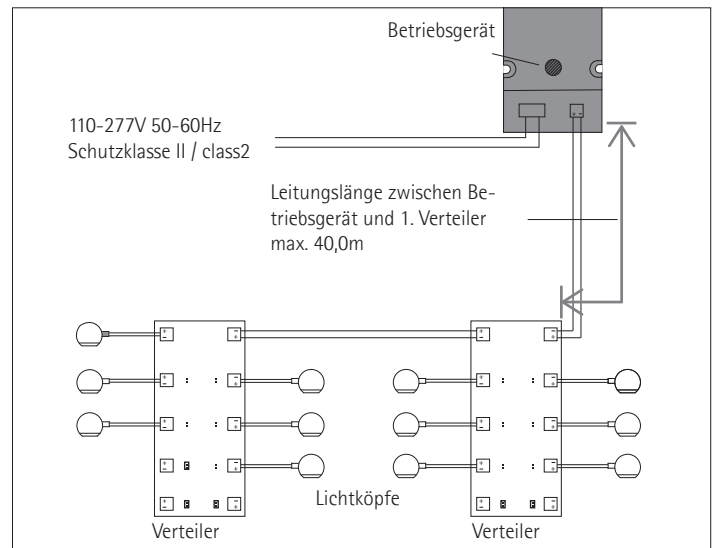 Betriebsgerät
110-277V 50-60Hz
Schutzklasse II / class2
Leitungslänge zwischen Be-
triebsgerät und 1. Verteiler
max. 40,0m
Lichtköpfe
Verteiler
Verteiler